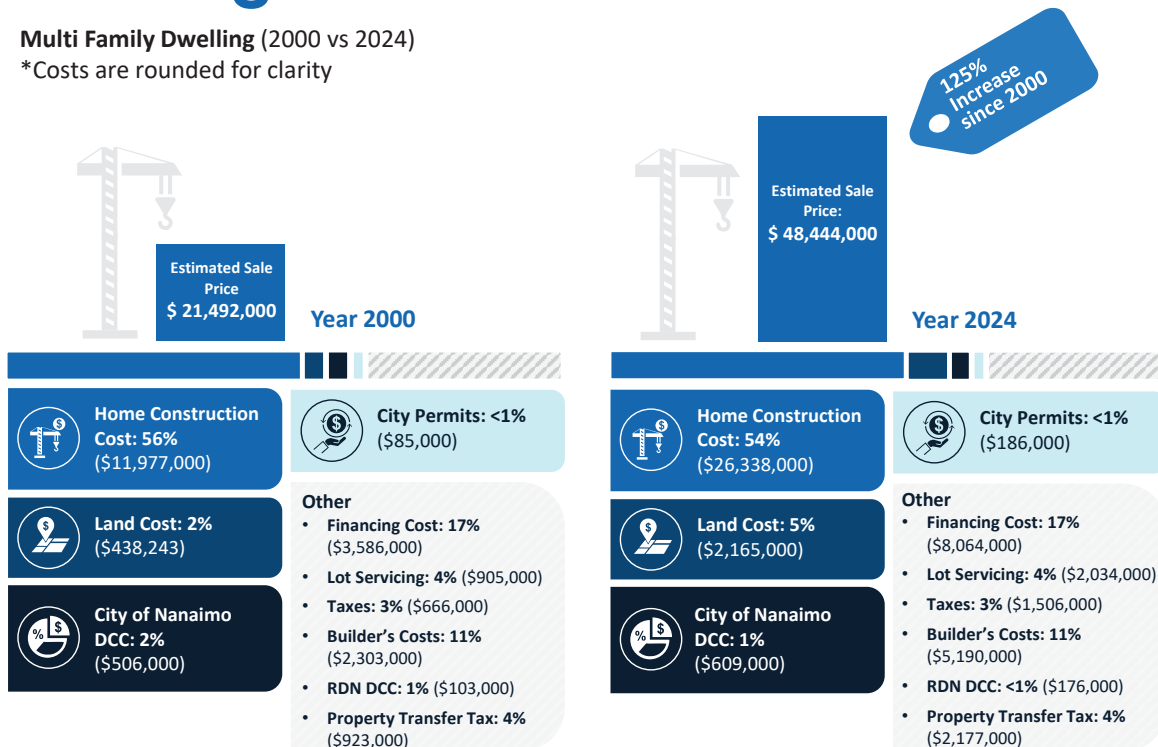 Multi Family Dwelling (2000 vs 2024)
*Costs are rounded for clarity
125%
Increase
since 2000
Estimated Sale
Price
$ 21,492,000
Year 2000
Home Construction
Cost: 56%
($11,977,000)
Land Cost: 2%
($438,243)
City of Nanaimo
DCC: 2%
($506,000)
City Permits: <1%
($85,000)
Other
• Financing Cost: 17%
($3,586,000)
• Lot Servicing: 4% ($905,000)
• Taxes: 3% ($666,000)
• Builder's Costs: 11%
($2,303,000)
• RDN DCC: 1% ($103,000)
• Property Transfer Tax: 4%
($923,000)
Estimated Sale
Price:
$ 48,444,000
Year 2024
Home Construction
Cost: 54%
($26,338,000)
Land Cost: 5%
($2,165,000)
City of Nanaimo
DCC: 1%
($609,000)
City Permits: <1%
($186,000)
Other
• Financing Cost: 17%
($8,064,000)
• Lot Servicing: 4% ($2,034,000)
• Taxes: 3% ($1,506,000)
• Builder's Costs: 11%
($5,190,000)
• RDN DCC: <1% ($176,000)
• Property Transfer Tax: 4%
($2,177,000)